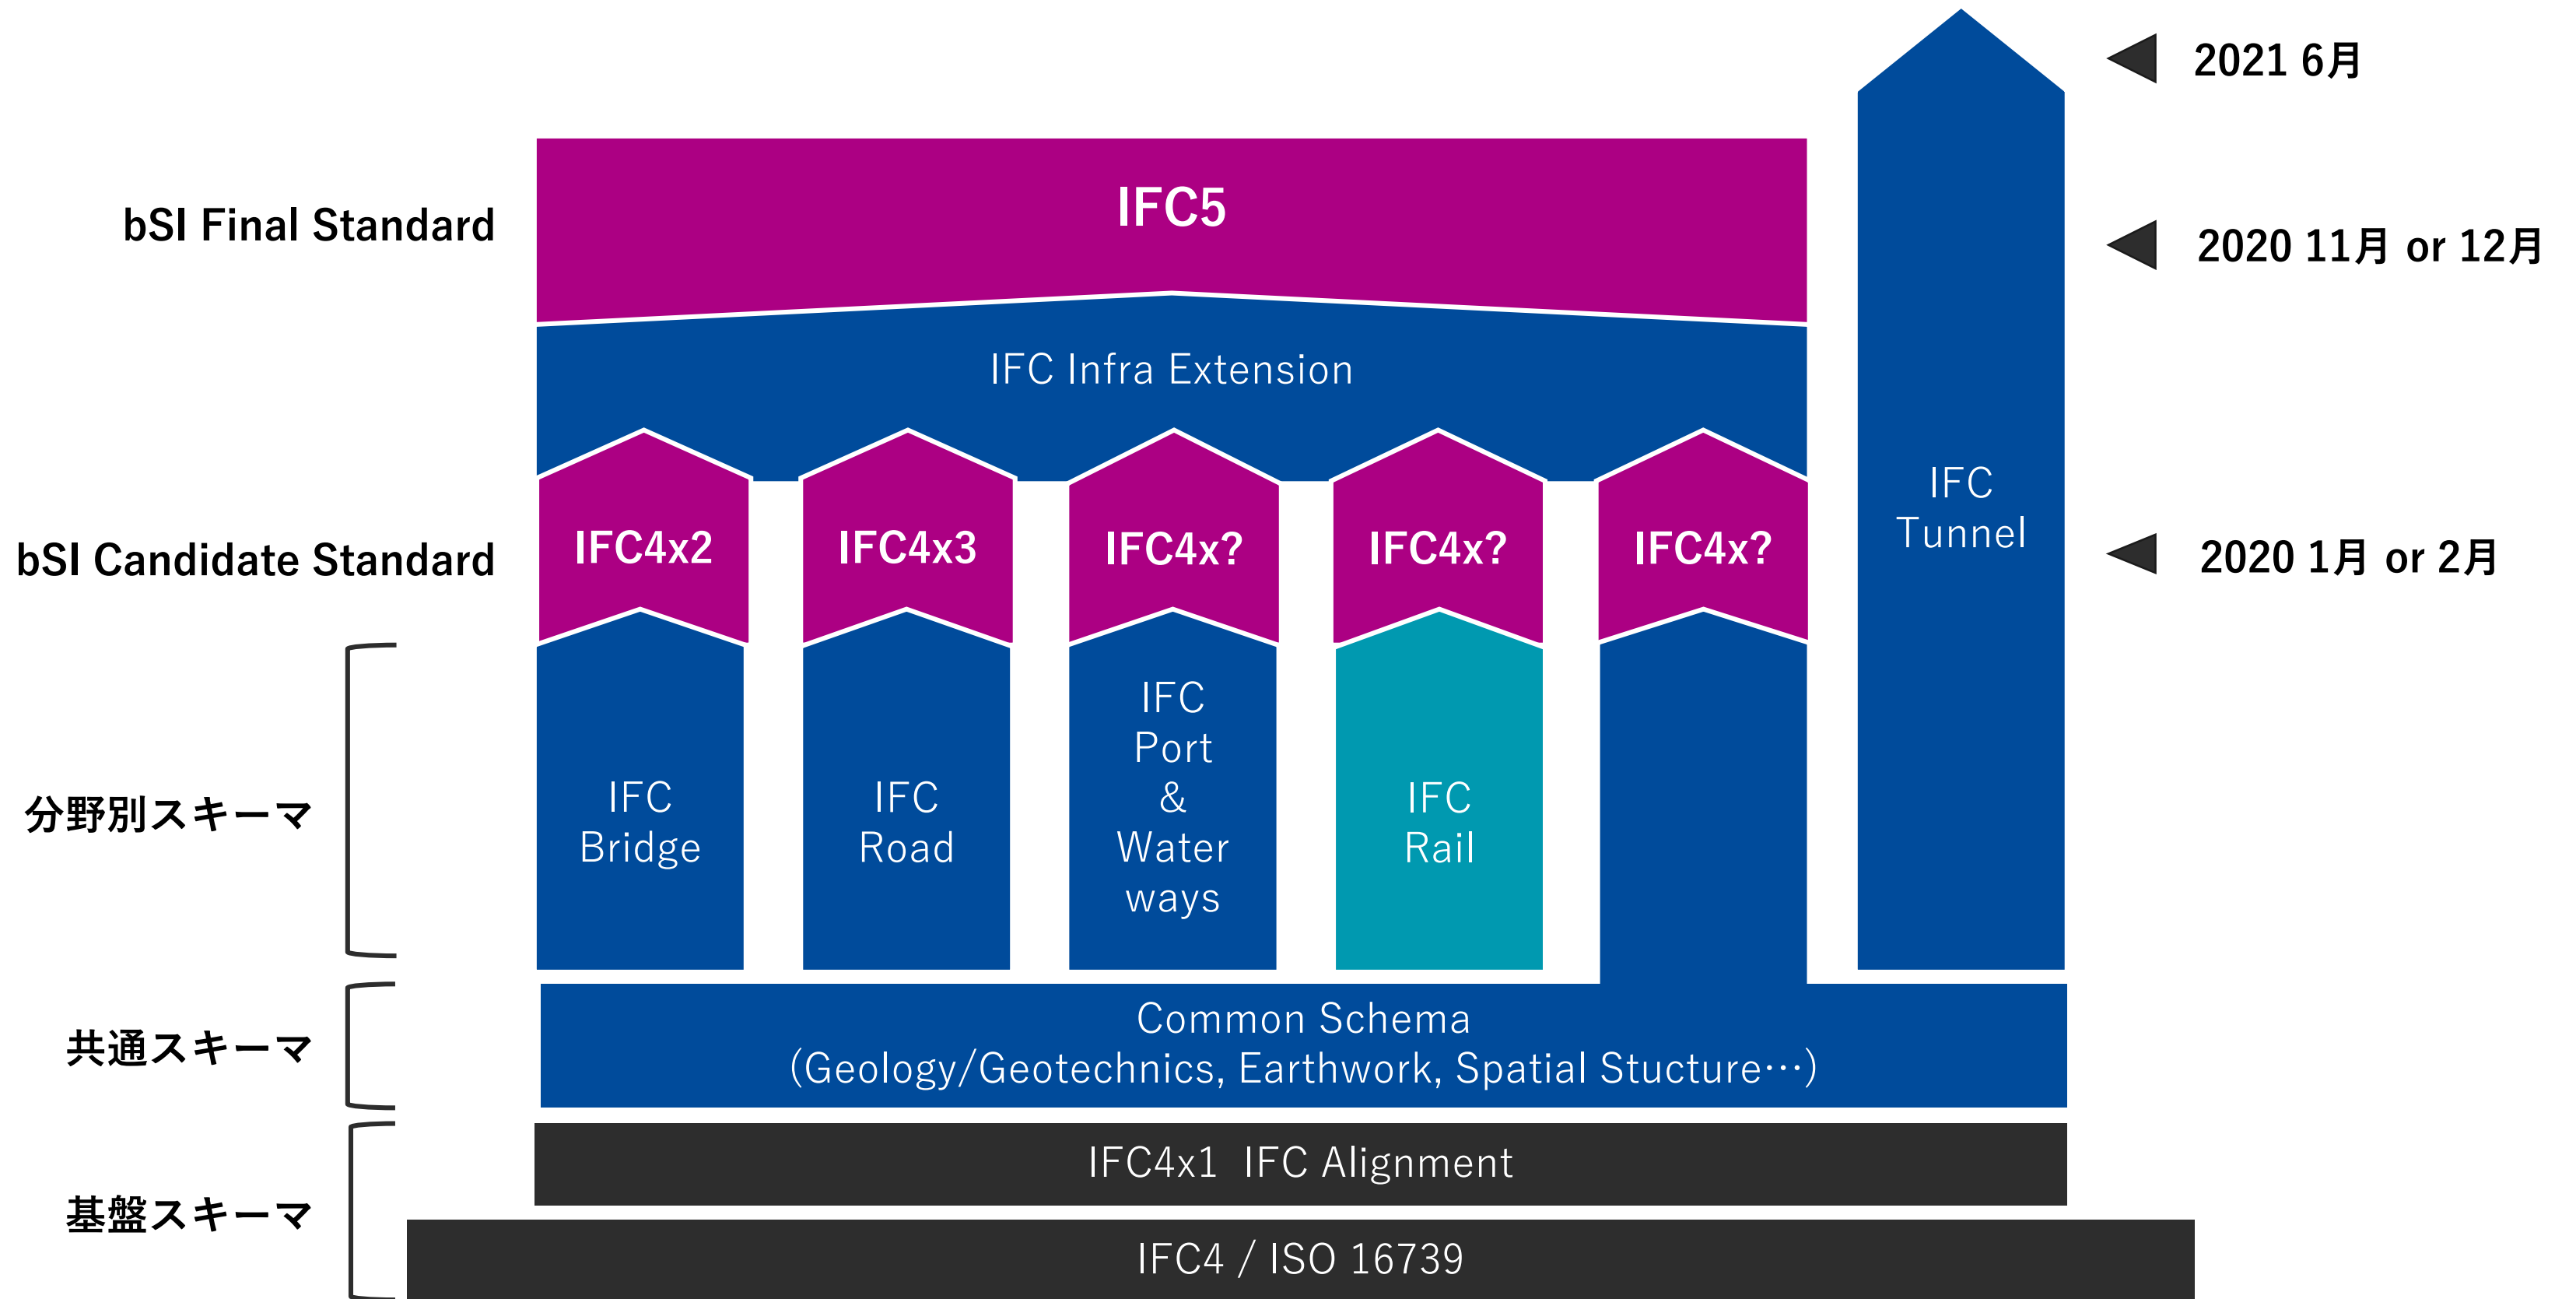 2021 6月
IFC5
bSI Final Standard
2020 11月 or 12月
IFC Infra Extension
IFC
Tunnel
bSI Candidate Standard
IFC4x2
IFC4x3
IFC4x?
IFC4x?
IFC4x?
2020 1月 or 2月
分野別スキーマ
IFC
Bridge
IFC
Road
IFC
Port
&
Water
ways
IFC
Rail
共通スキーマ
Common Schema
(Geology/Geotechnics, Earthwork, Spatial Stucture…)
基盤スキーマ
IFC4x1 IFC Alignment
IFC4 / ISO 16739